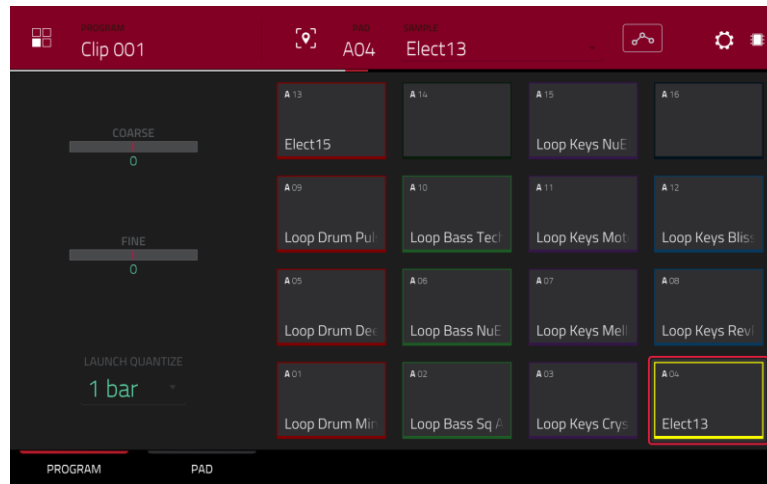 PROGRAM
Clip 001
PAD
A04
SAMPLE
Elect13
COARSE
0
FINE
0
LAUNCH QUANTIZE
1 bar
A 13
Elect15
A 14
A 15
Loop Keys NuE
A 16
A 09
Loop Drum Pul
A 10
Loop Bass Tech
A 11
Loop Keys Mot
A 12
Loop Keys Bliss
A 05
Loop Drum Dee
A 06
Loop Bass NuE
A 07
Loop Keys Mell
A 08
Loop Keys Revl
A 01
Loop Drum Min
A 02
Loop Bass Sq A
A 03
Loop Keys Crys
A 04
Elect13
PROGRAM
PAD